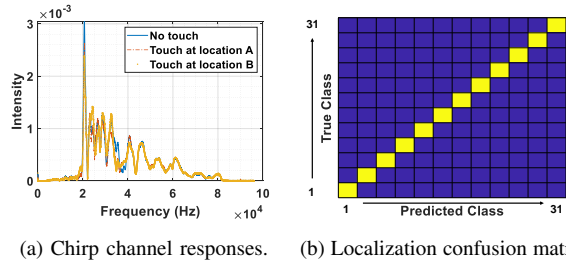 ×10⁻³
3
2
1
0
Intensity
No touch
Touch at location A
Touch at location B
0 2 4 6 8 10
Frequency (Hz) ×10⁴
31
True Class
1
1 Predicted Class 31
(a) Chirp channel responses. (b) Localization confusion mat